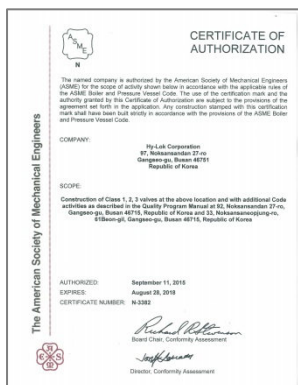 CERTIFICATE OF
AUTHORIZATION
ASME
N
The named company is authorized by the American Society of Mechanical Engineers
(ASME) for the scope of activity shown below in accordance with the applicable rules of
the ASME Boiler and Pressure Vessel Code. The use of the certification mark and the
authority granted by this Certificate of Authorization are subject to the provisions of the
agreement set forth in the application. Any construction stamped with this certification
mark shall have been built strictly in accordance with the provisions of the ASME Boiler
and Pressure Vessel Code.
COMPANY:
Hy-Lok Corporation
97, Noksansandan 27-ro
Gangseo-gu, Busan 46751
Republic of Korea
SCOPE:
Construction of Class 1, 2, 3 valves at the above location and with additional Code
activities as described in the Quality Program Manual at 92, Noksansandan 27-ro,
Gangseo-gu, Busan 46715, Republic of Korea and 33, Noksansaneopjung-ro,
Gangseo-gu, Busan 46715, Republic of Korea
AUTHORIZED: September 11, 2015
EXPIRES: August 28, 2018
CERTIFICATE NUMBER: N-3382
Board Chair, Conformity Assessment
Director, Conformity Assessment
The American Society of Mechanical Engineers